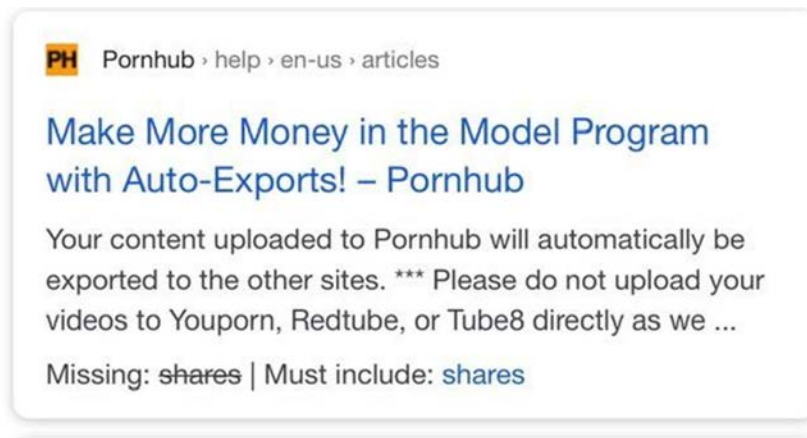 PH Pornhub › help › en-us › articles
Make More Money in the Model Program
with Auto-Exports! – Pornhub
Your content uploaded to Pornhub will automatically be
exported to the other sites. *** Please do not upload your
videos to Youporn, Redtube, or Tube8 directly as we ...
Missing: shares | Must include: shares